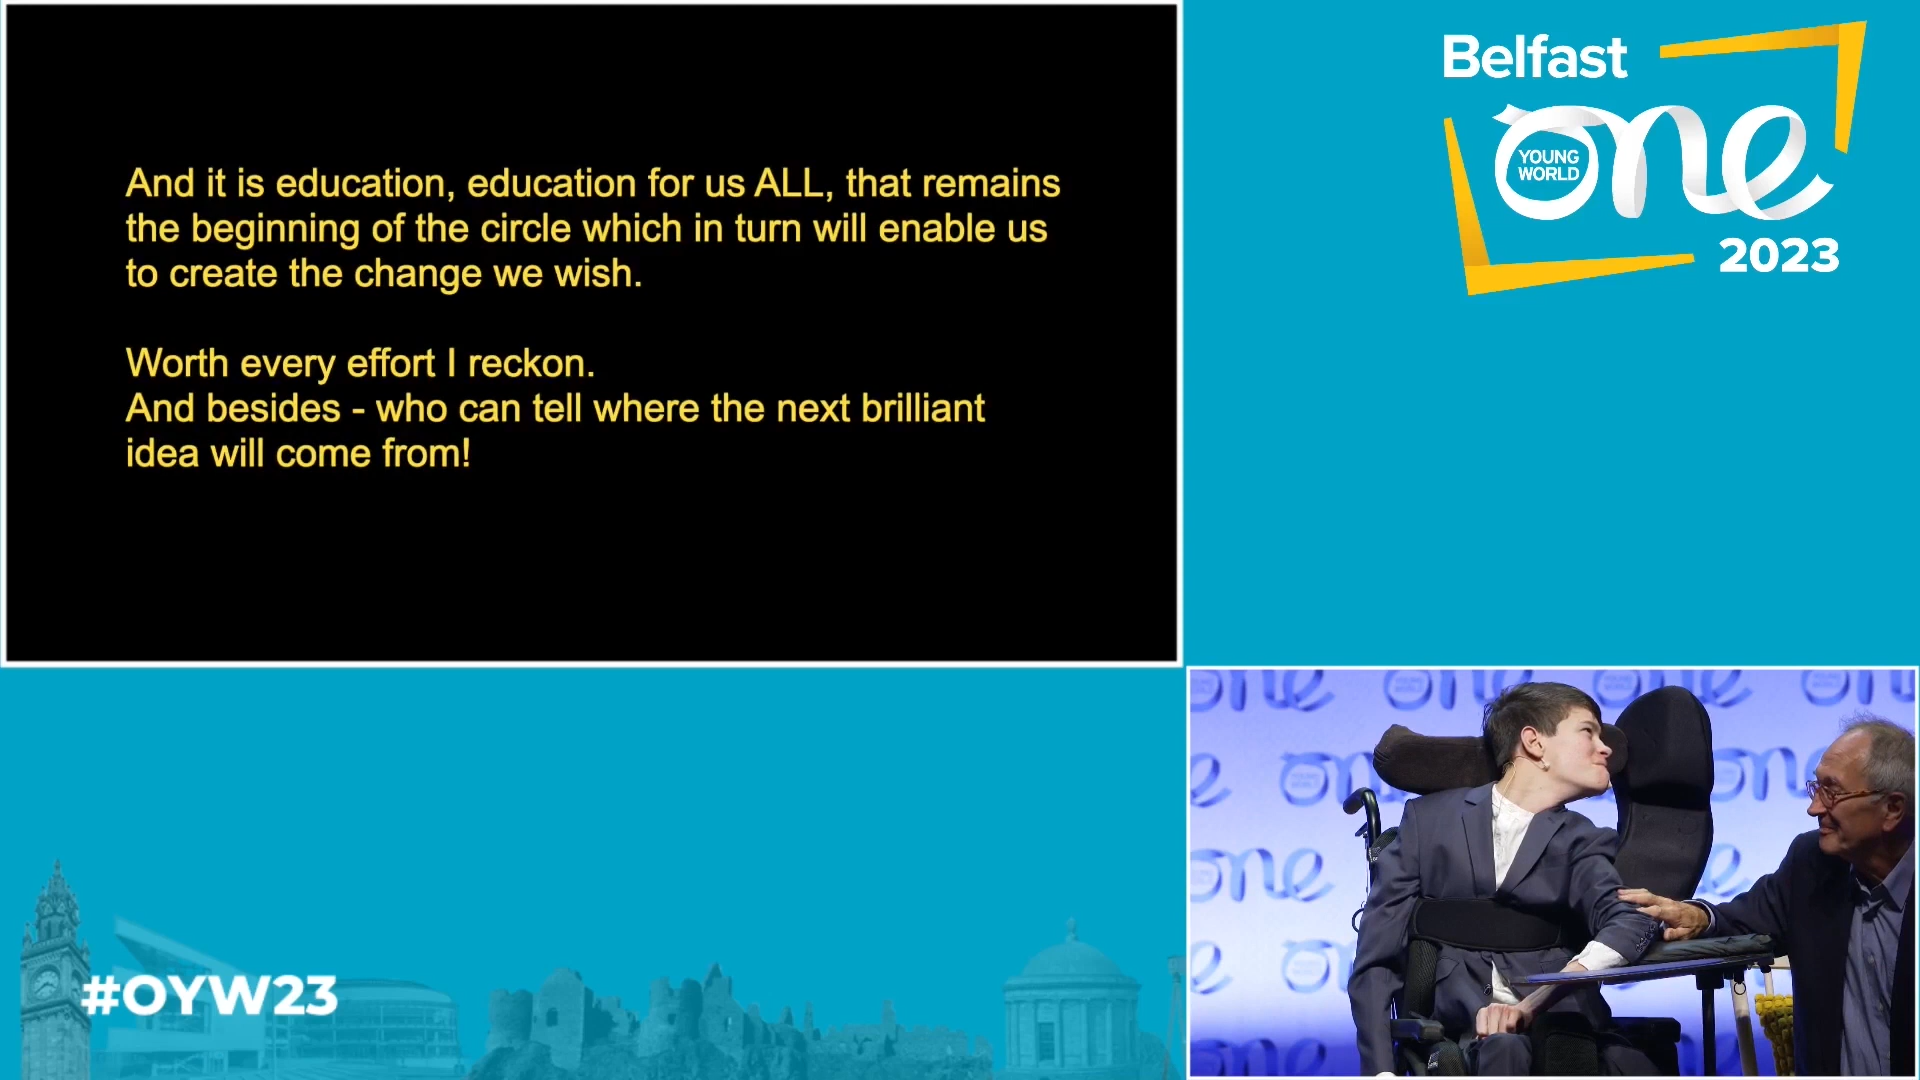 And it is education, education for us ALL, that remains
the beginning of the circle which in turn will enable us
to create the change we wish.
Worth every effort I reckon.
And besides - who can tell where the next brilliant
idea will come from!
Belfast
one
YOUNG
WORLD
2023
#OYW23